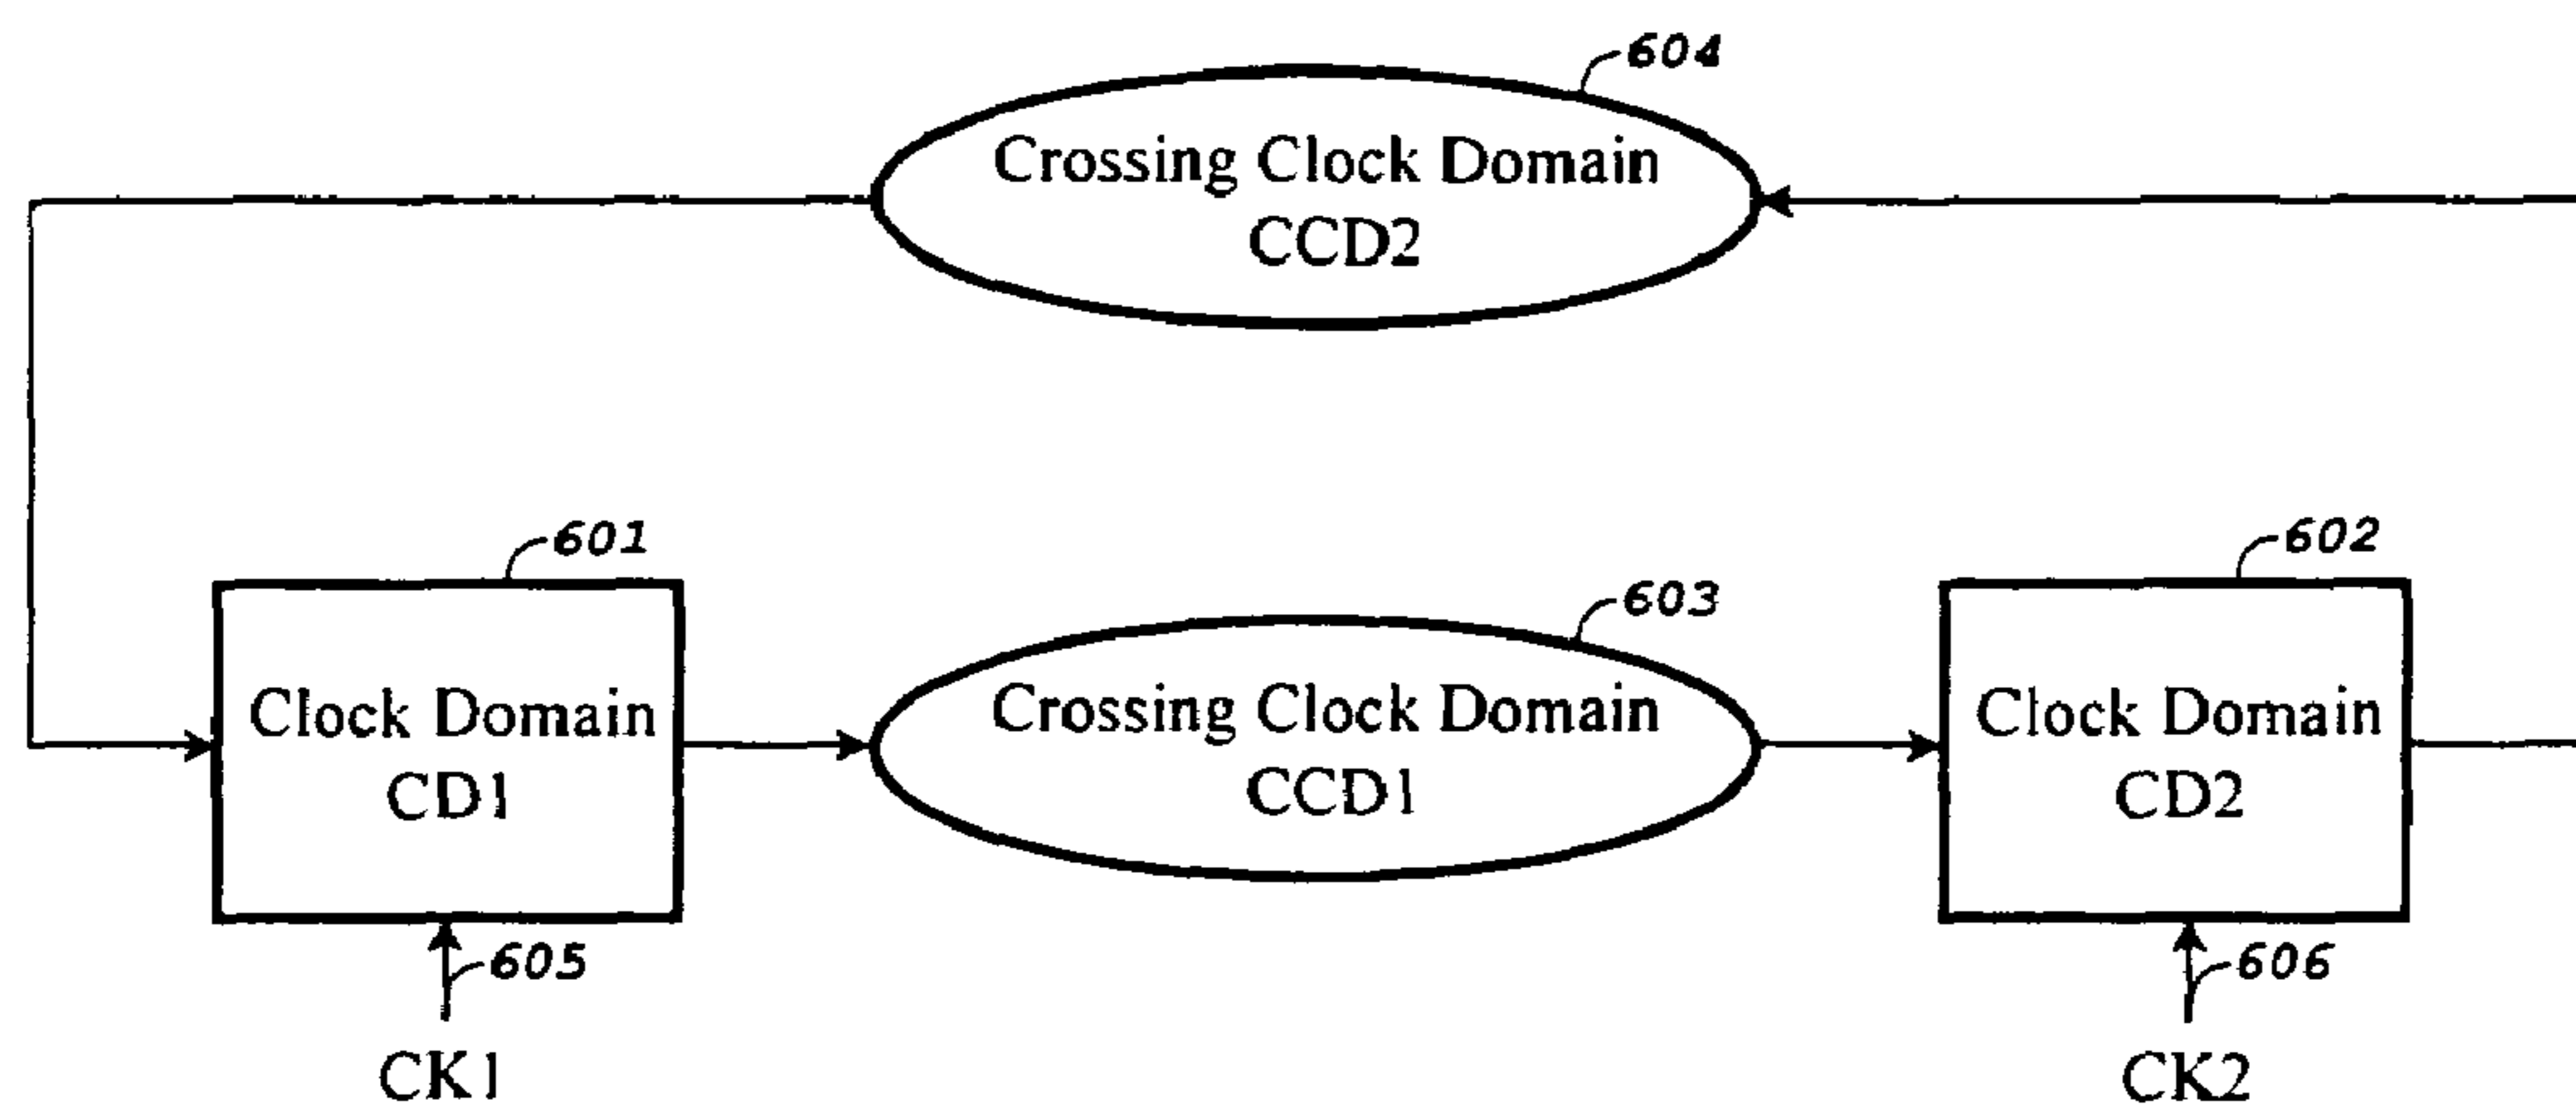 604
Crossing Clock Domain
CCD2
601
602
603
Clock Domain
CD1
Crossing Clock Domain
CCD1
Clock Domain
CD2
605
606
CK1
CK2